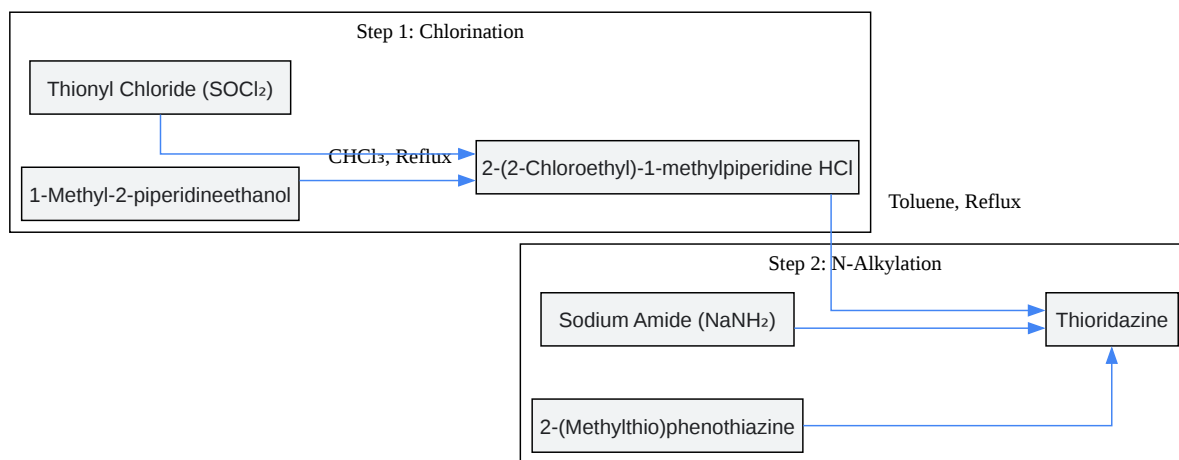 Step 1: Chlorination
Thionyl Chloride (SOCl₂)
CHCl₃, Reflux
2-(2-Chloroethyl)-1-methylpiperidine HCl
1-Methyl-2-piperidineethanol
Toluene, Reflux
Step 2: N-Alkylation
Sodium Amide (NaNH₂)
Thioridazine
2-(Methylthio)phenothiazine